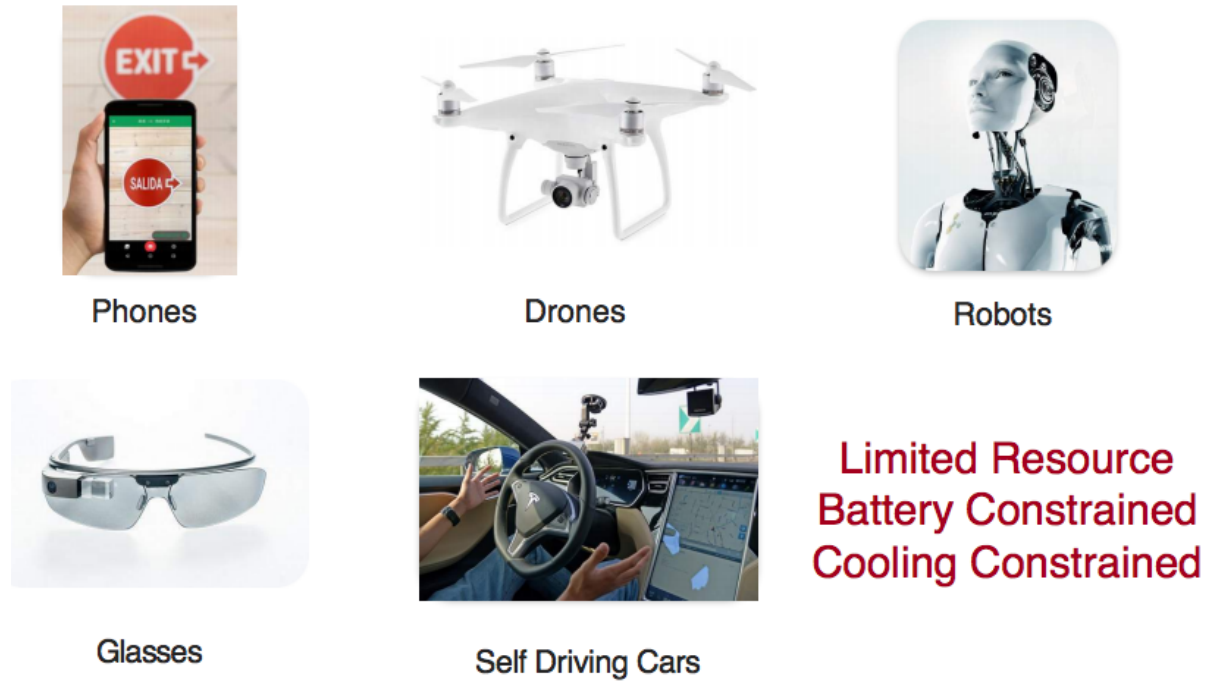 EXIT
SALIDA
Phones
Drones
Robots
Limited Resource
Battery Constrained
Cooling Constrained
Glasses
Self Driving Cars